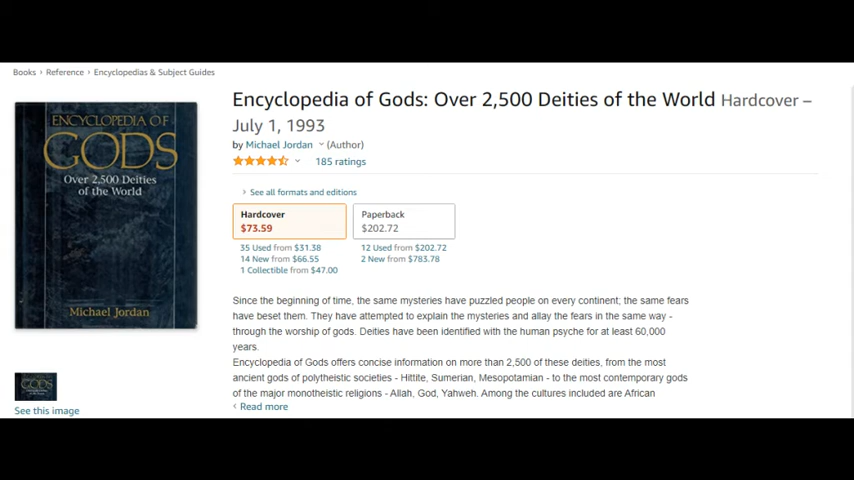 Books › Reference › Encyclopedias & Subject Guides
ENCYCLOPEDIA OF
GODS
Over 2,500 Deities
of the World
Michael Jordan
GODS
See this image
Encyclopedia of Gods: Over 2,500 Deities of the World Hardcover –
July 1, 1993
by Michael Jordan (Author)
185 ratings
› See all formats and editions
Hardcover
$73.59
Paperback
$202.72
35 Used from $31.38
14 New from $66.55
1 Collectible from $47.00
12 Used from $202.72
2 New from $783.78
Since the beginning of time, the same mysteries have puzzled people on every continent; the same fears
have beset them. They have attempted to explain the mysteries and allay the fears in the same way -
through the worship of gods. Deities have been identified with the human psyche for at least 60,000
years.
Encyclopedia of Gods offers concise information on more than 2,500 of these deities, from the most
ancient gods of polytheistic societies - Hittite, Sumerian, Mesopotamian - to the most contemporary gods
of the major monotheistic religions - Allah, God, Yahweh. Among the cultures included are African
Read more